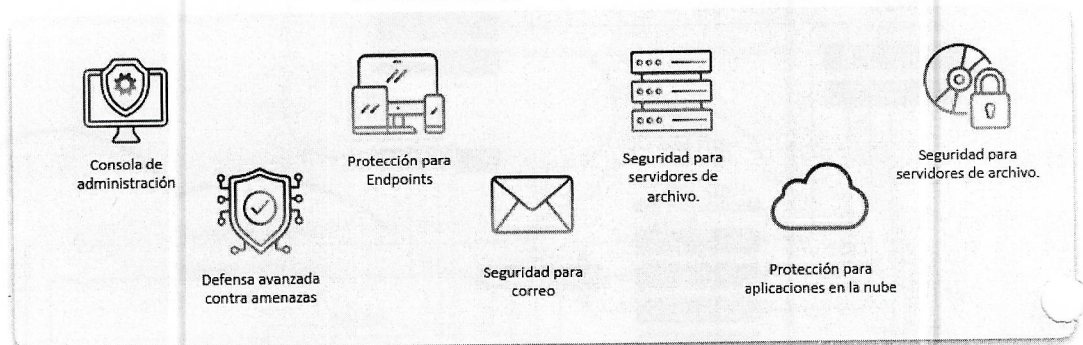 Consola de
administración
Defensa avanzada
contra amenazas
Protección para
Endpoints
Seguridad para
correo
Seguridad para
servidores de
archivo.
Protección para
aplicaciones en la nube
Seguridad para
servidores de archivo.